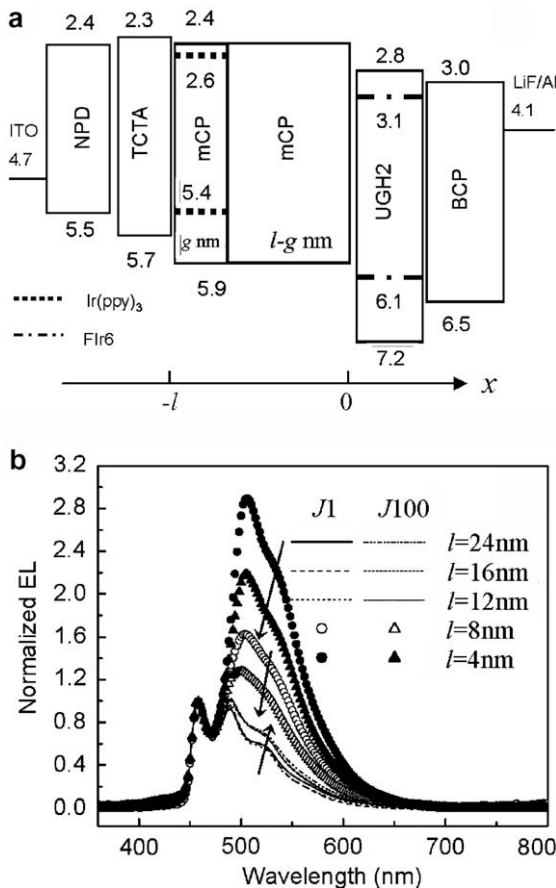 a
2.4
2.3
2.4
2.8
3.0
LiF/Al
4.1
ITO
4.7
NPD
TCTA
mCP
2.6
5.4
g nm
mCP
l-g nm
UGH2
3.1
6.1
BCP
5.5
5.7
5.9
6.5
7.2
Ir(ppy)₃
FIr6
-l
0
x
b
Normalized EL
3.2
2.8
2.4
2.0
1.6
1.2
0.8
0.4
0.0
J1
J100
l=24nm
l=16nm
l=12nm
l=8nm
l=4nm
400
500
600
700
800
Wavelength (nm)